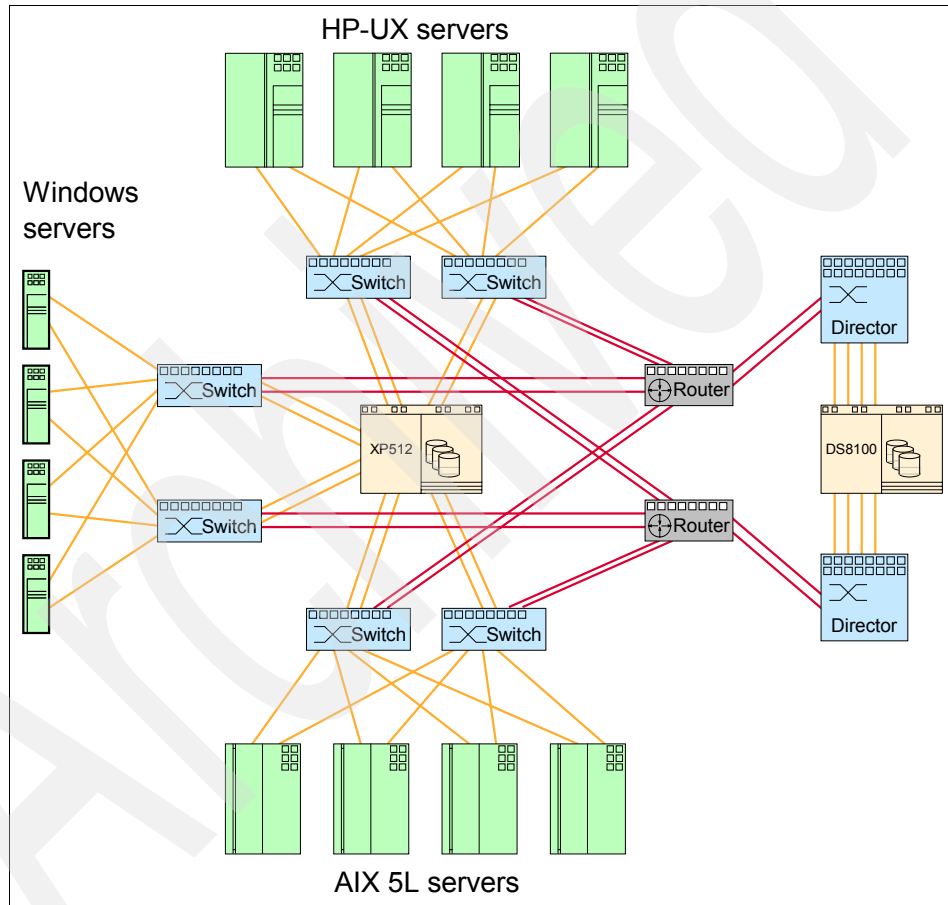 HP-UX servers
Windows
servers
Switch
Switch
Director
Switch
Router
XP512
DS8100
Switch
Router
Switch
Switch
Director
AIX 5L servers
Archived